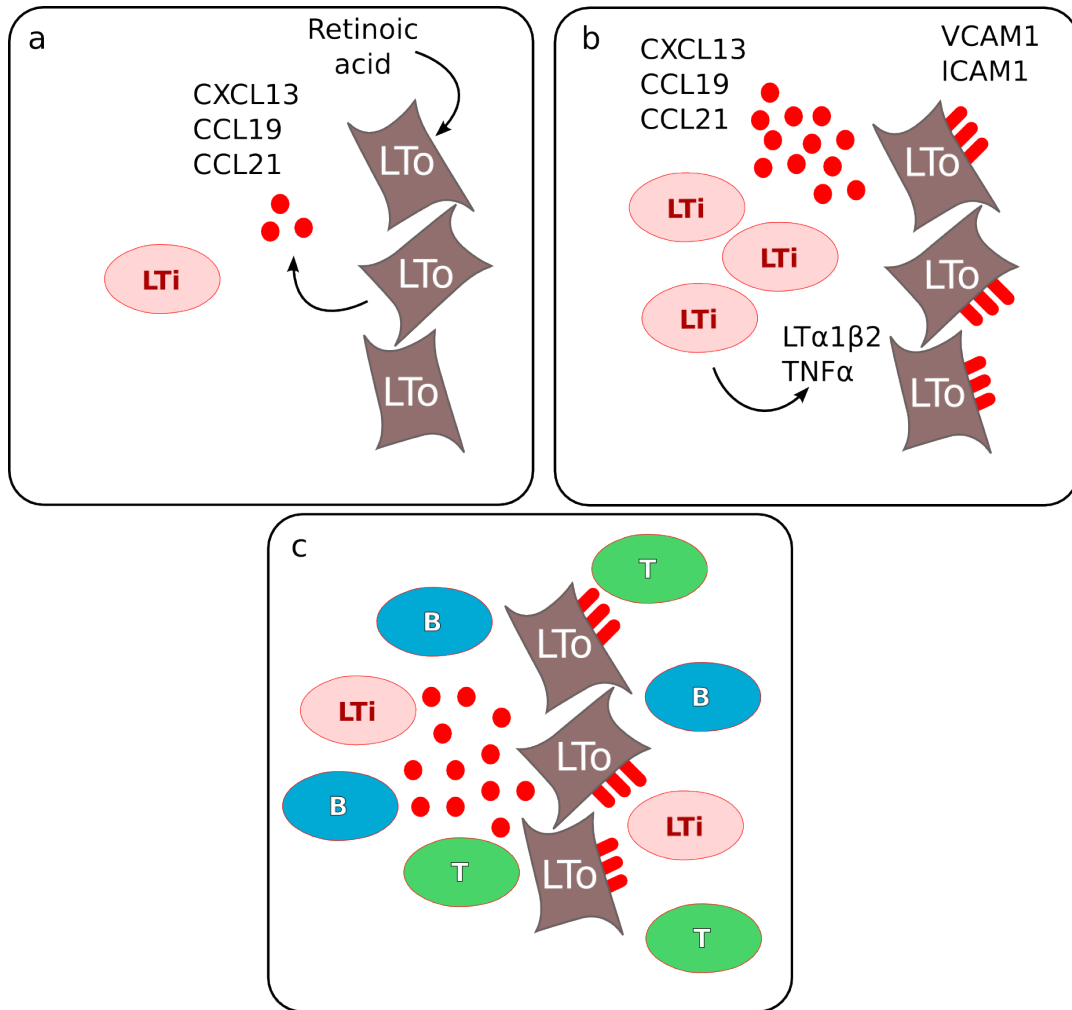 a
Retinoic
acid
CXCL13
CCL19
CCL21
LTo
LTo
LTi
LTo
b
CXCL13
CCL19
CCL21
VCAM1
ICAM1
LTo
LTi
LTi
LTo
LTi
LTα1β2
TNFα
LTo
c
T
B
LTo
B
LTi
LTo
B
LTi
T
LTo
T